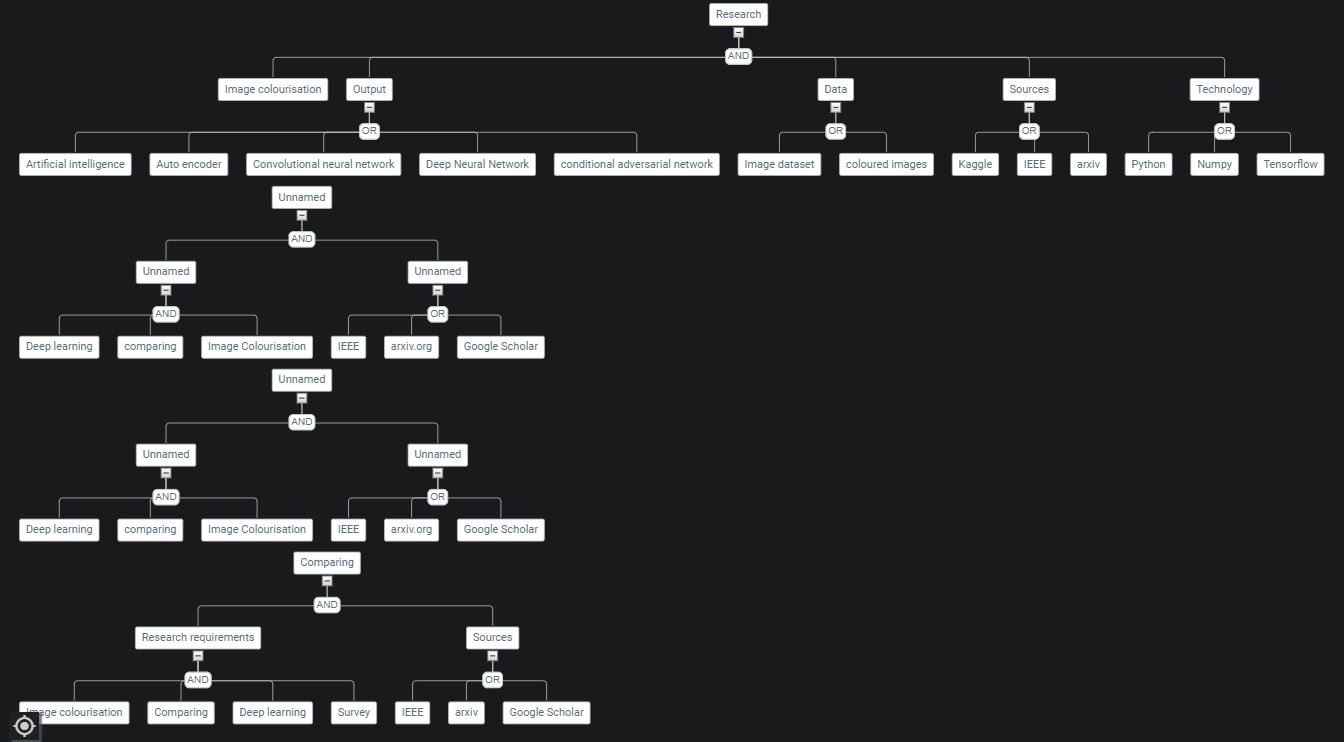 Research
AND
Image colourisation Output Data Sources Technology
OR OR OR OR
Artificial intelligence Auto encoder Convolutional neural network Deep Neural Network conditional adversarial network Image dataset coloured images Kaggle IEEE arxiv Python Numpy Tensorflow
Unnamed
AND
Unnamed Unnamed
AND OR
Deep learning comparing Image Colourisation IEEE arxiv.org Google Scholar
Unnamed
AND
Unnamed Unnamed
AND OR
Deep learning comparing Image Colourisation IEEE arxiv.org Google Scholar
Comparing
AND
Research requirements Sources
AND OR
Image colourisation Comparing Deep learning Survey IEEE arxiv Google Scholar